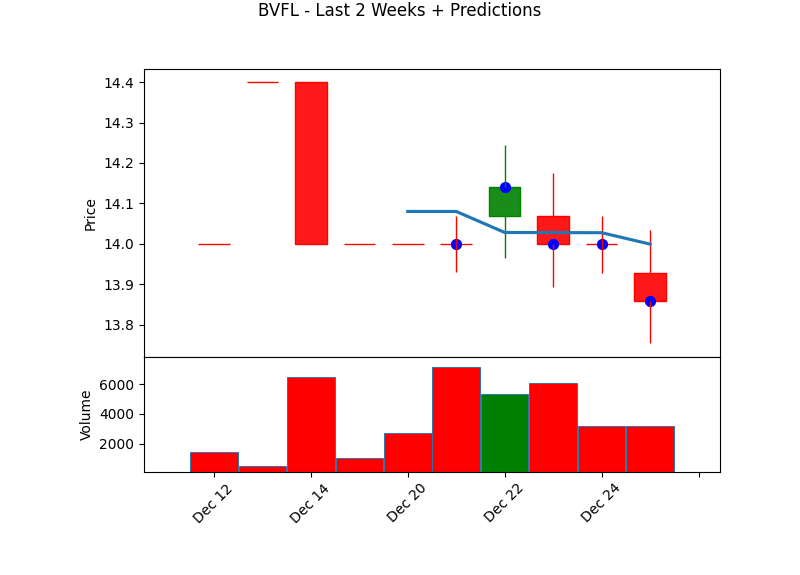 BVFL - Last 2 Weeks + Predictions
14.4
14.3
14.2
14.1
14.0
13.9
13.8
Price
6000
4000
2000
Volume
Dec 12
Dec 14
Dec 20
Dec 22
Dec 24